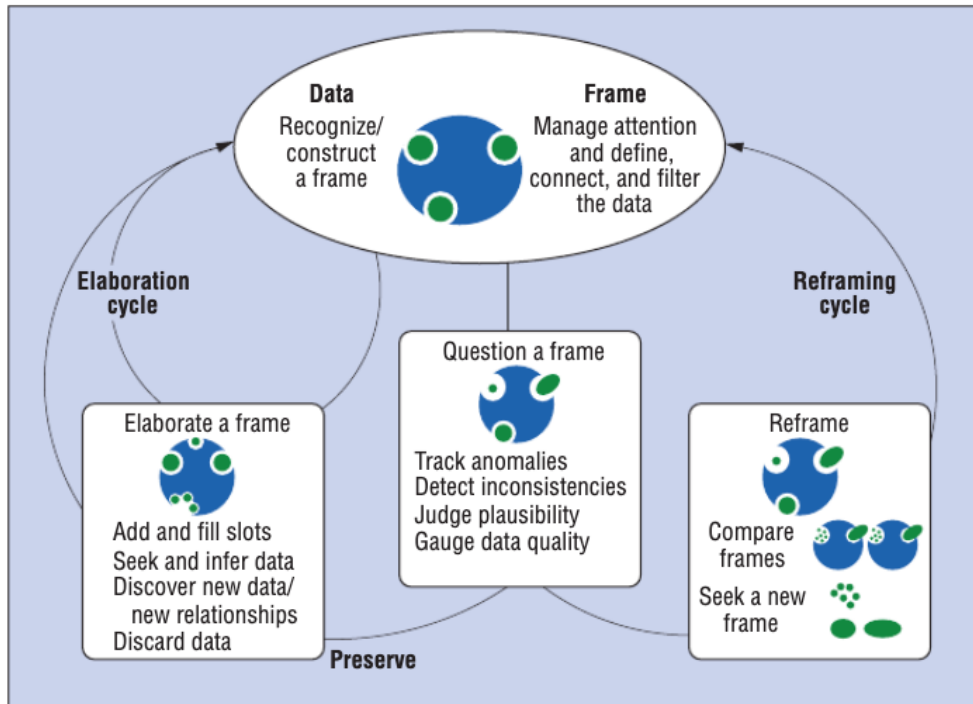 Data
Recognize/
construct
a frame
Frame
Manage attention
and define,
connect, and filter
the data
Elaboration
cycle
Reframing
cycle
Question a frame
Track anomalies
Detect inconsistencies
Judge plausibility
Gauge data quality
Elaborate a frame
Add and fill slots
Seek and infer data
Discover new data/
new relationships
Discard data
Reframe
Compare
frames
Seek a new
frame
Preserve